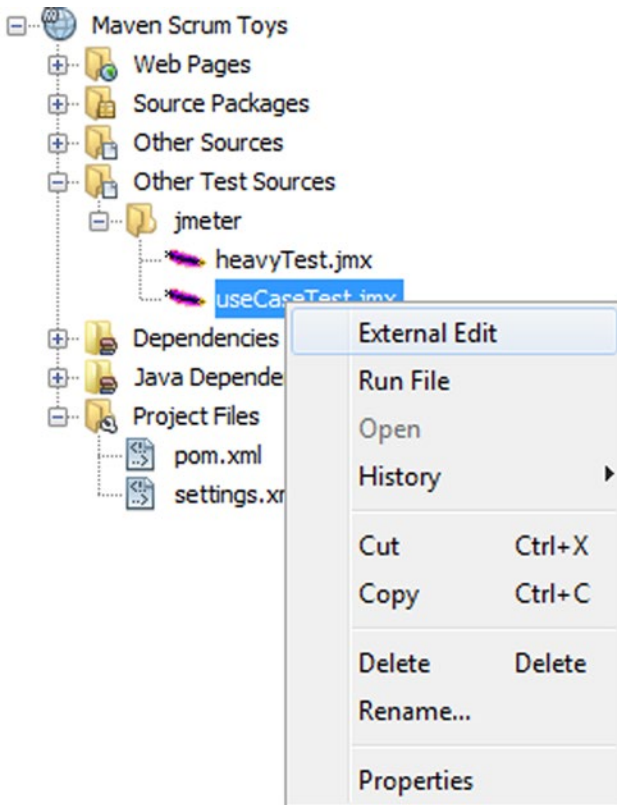 Maven Scrum Toys
Web Pages
Source Packages
Other Sources
Other Test Sources
jmeter
heavyTest.jmx
useCaseTest.jmx
External Edit
Dependencies
Run File
Java Depende
Open
Project Files
History
pom.xml
settings.xm
Cut Ctrl+X
Copy Ctrl+C
Delete Delete
Rename...
Properties